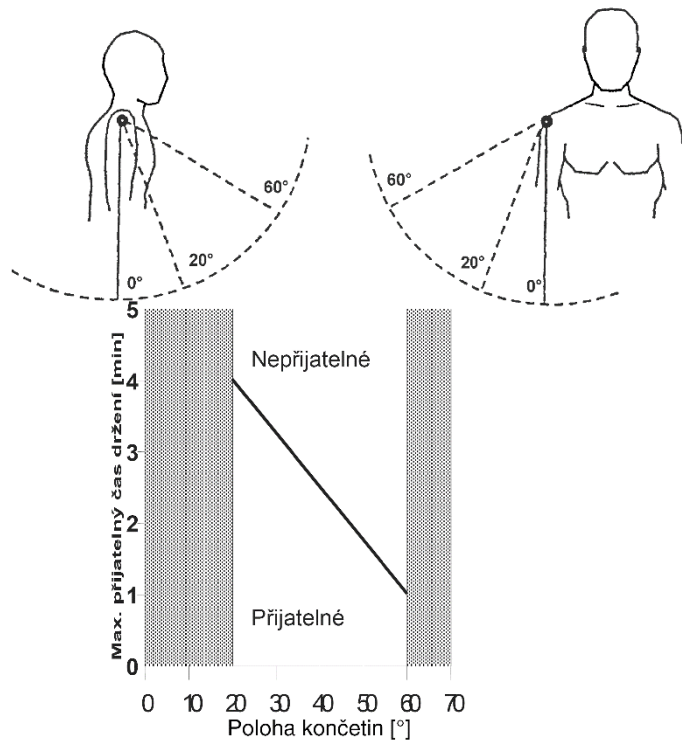 60°
20°
0°
60°
20°
0°
Max. přijatelný čas držení [min]
5
4
3
2
1
0
Nepřijatelné
Přijatelné
0 10 20 30 40 50 60 70
Poloha končetin [°]